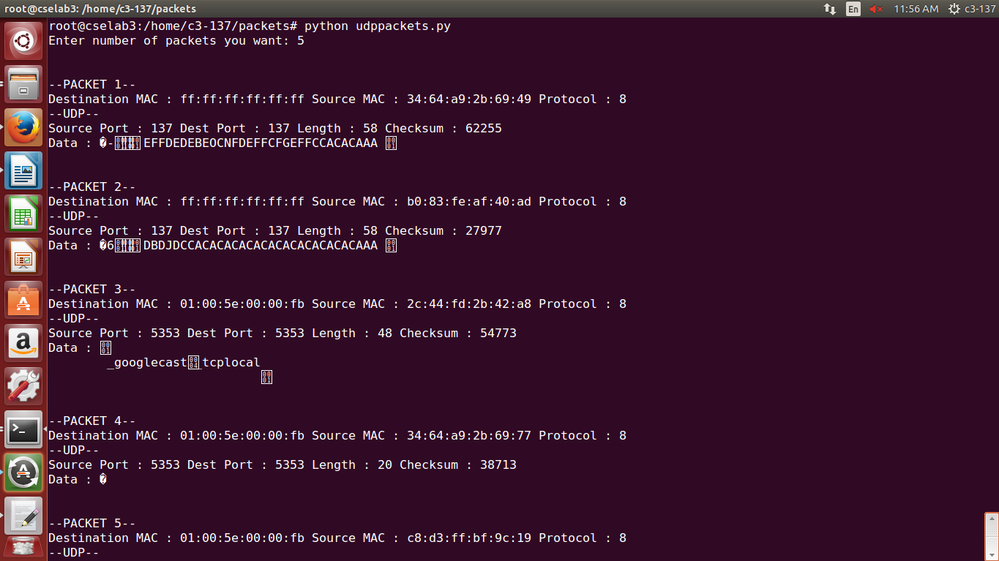 root@cselab3: /home/c3-137/packets
En
11:56 AM
c3-137
root@cselab3:/home/c3-137/packets# python udppackets.py
Enter number of packets you want: 5
--PACKET 1--
Destination MAC : ff:ff:ff:ff:ff:ff Source MAC : 34:64:a9:2b:69:49 Protocol : 8
--UDP--
Source Port : 137 Dest Port : 137 Length : 58 Checksum : 62255
Data : �- EFFDEDEBEOCNFDEFFCFGEFFCCACACAAA
--PACKET 2--
Destination MAC : ff:ff:ff:ff:ff:ff Source MAC : b0:83:fe:af:40:ad Protocol : 8
--UDP--
Source Port : 137 Dest Port : 137 Length : 58 Checksum : 27977
Data : �6 DBDJDCCACACACACACACACACACACACAAA
--PACKET 3--
Destination MAC : 01:00:5e:00:00:fb Source MAC : 2c:44:fd:2b:42:a8 Protocol : 8
--UDP--
Source Port : 5353 Dest Port : 5353 Length : 48 Checksum : 54773
Data :
_googlecast _tcplocal
--PACKET 4--
Destination MAC : 01:00:5e:00:00:fb Source MAC : 34:64:a9:2b:69:77 Protocol : 8
--UDP--
Source Port : 5353 Dest Port : 5353 Length : 20 Checksum : 38713
Data : �
--PACKET 5--
Destination MAC : 01:00:5e:00:00:fb Source MAC : c8:d3:ff:bf:9c:19 Protocol : 8
--UDP--